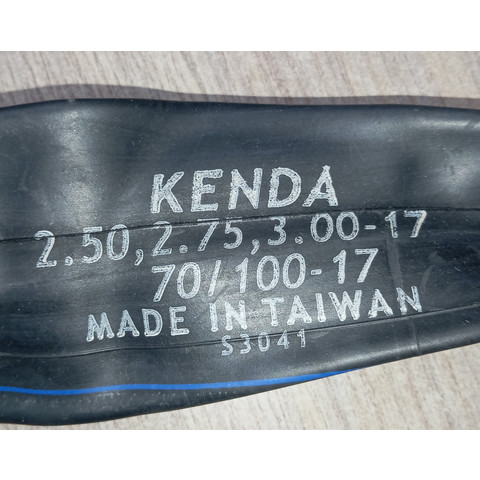 KENDA
2.50,2.75,3.00-17
70/100-17
MADE IN TAIWAN
S3041